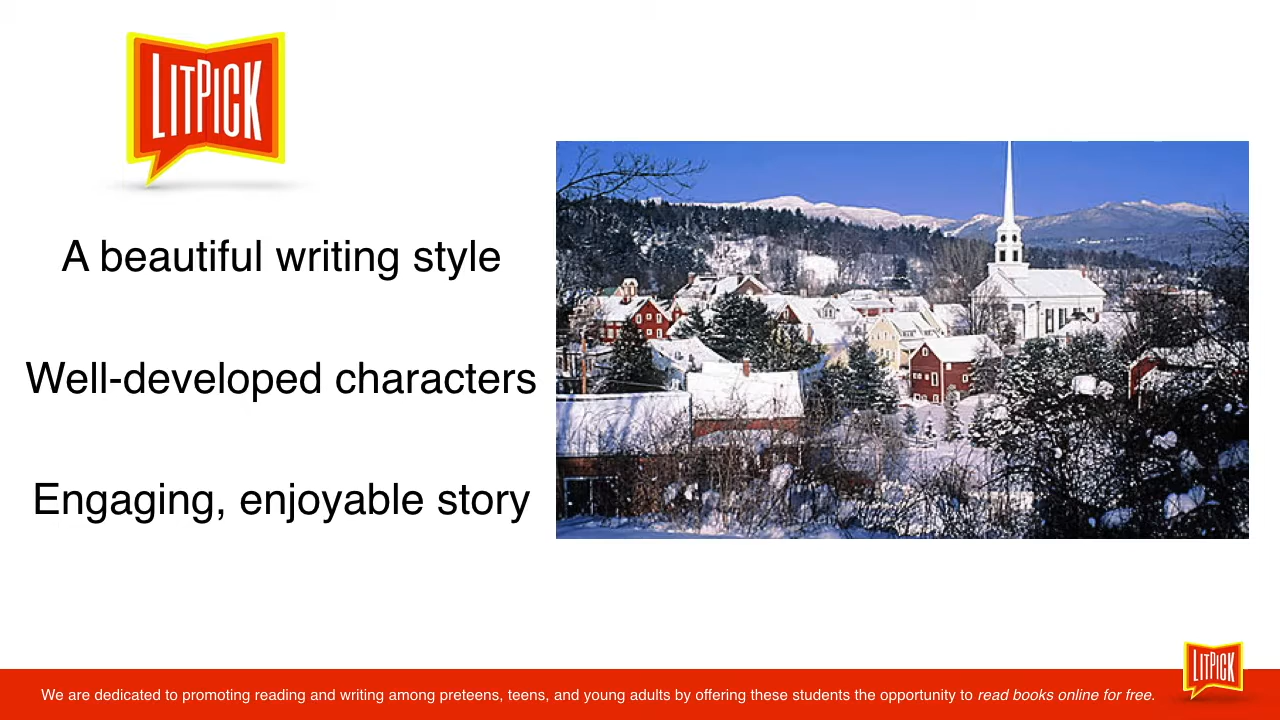 LITPICK
A beautiful writing style
Well-developed characters
Engaging, enjoyable story
We are dedicated to promoting reading and writing among preteens, teens, and young adults by offering these students the opportunity to read books online for free.
LITPICK